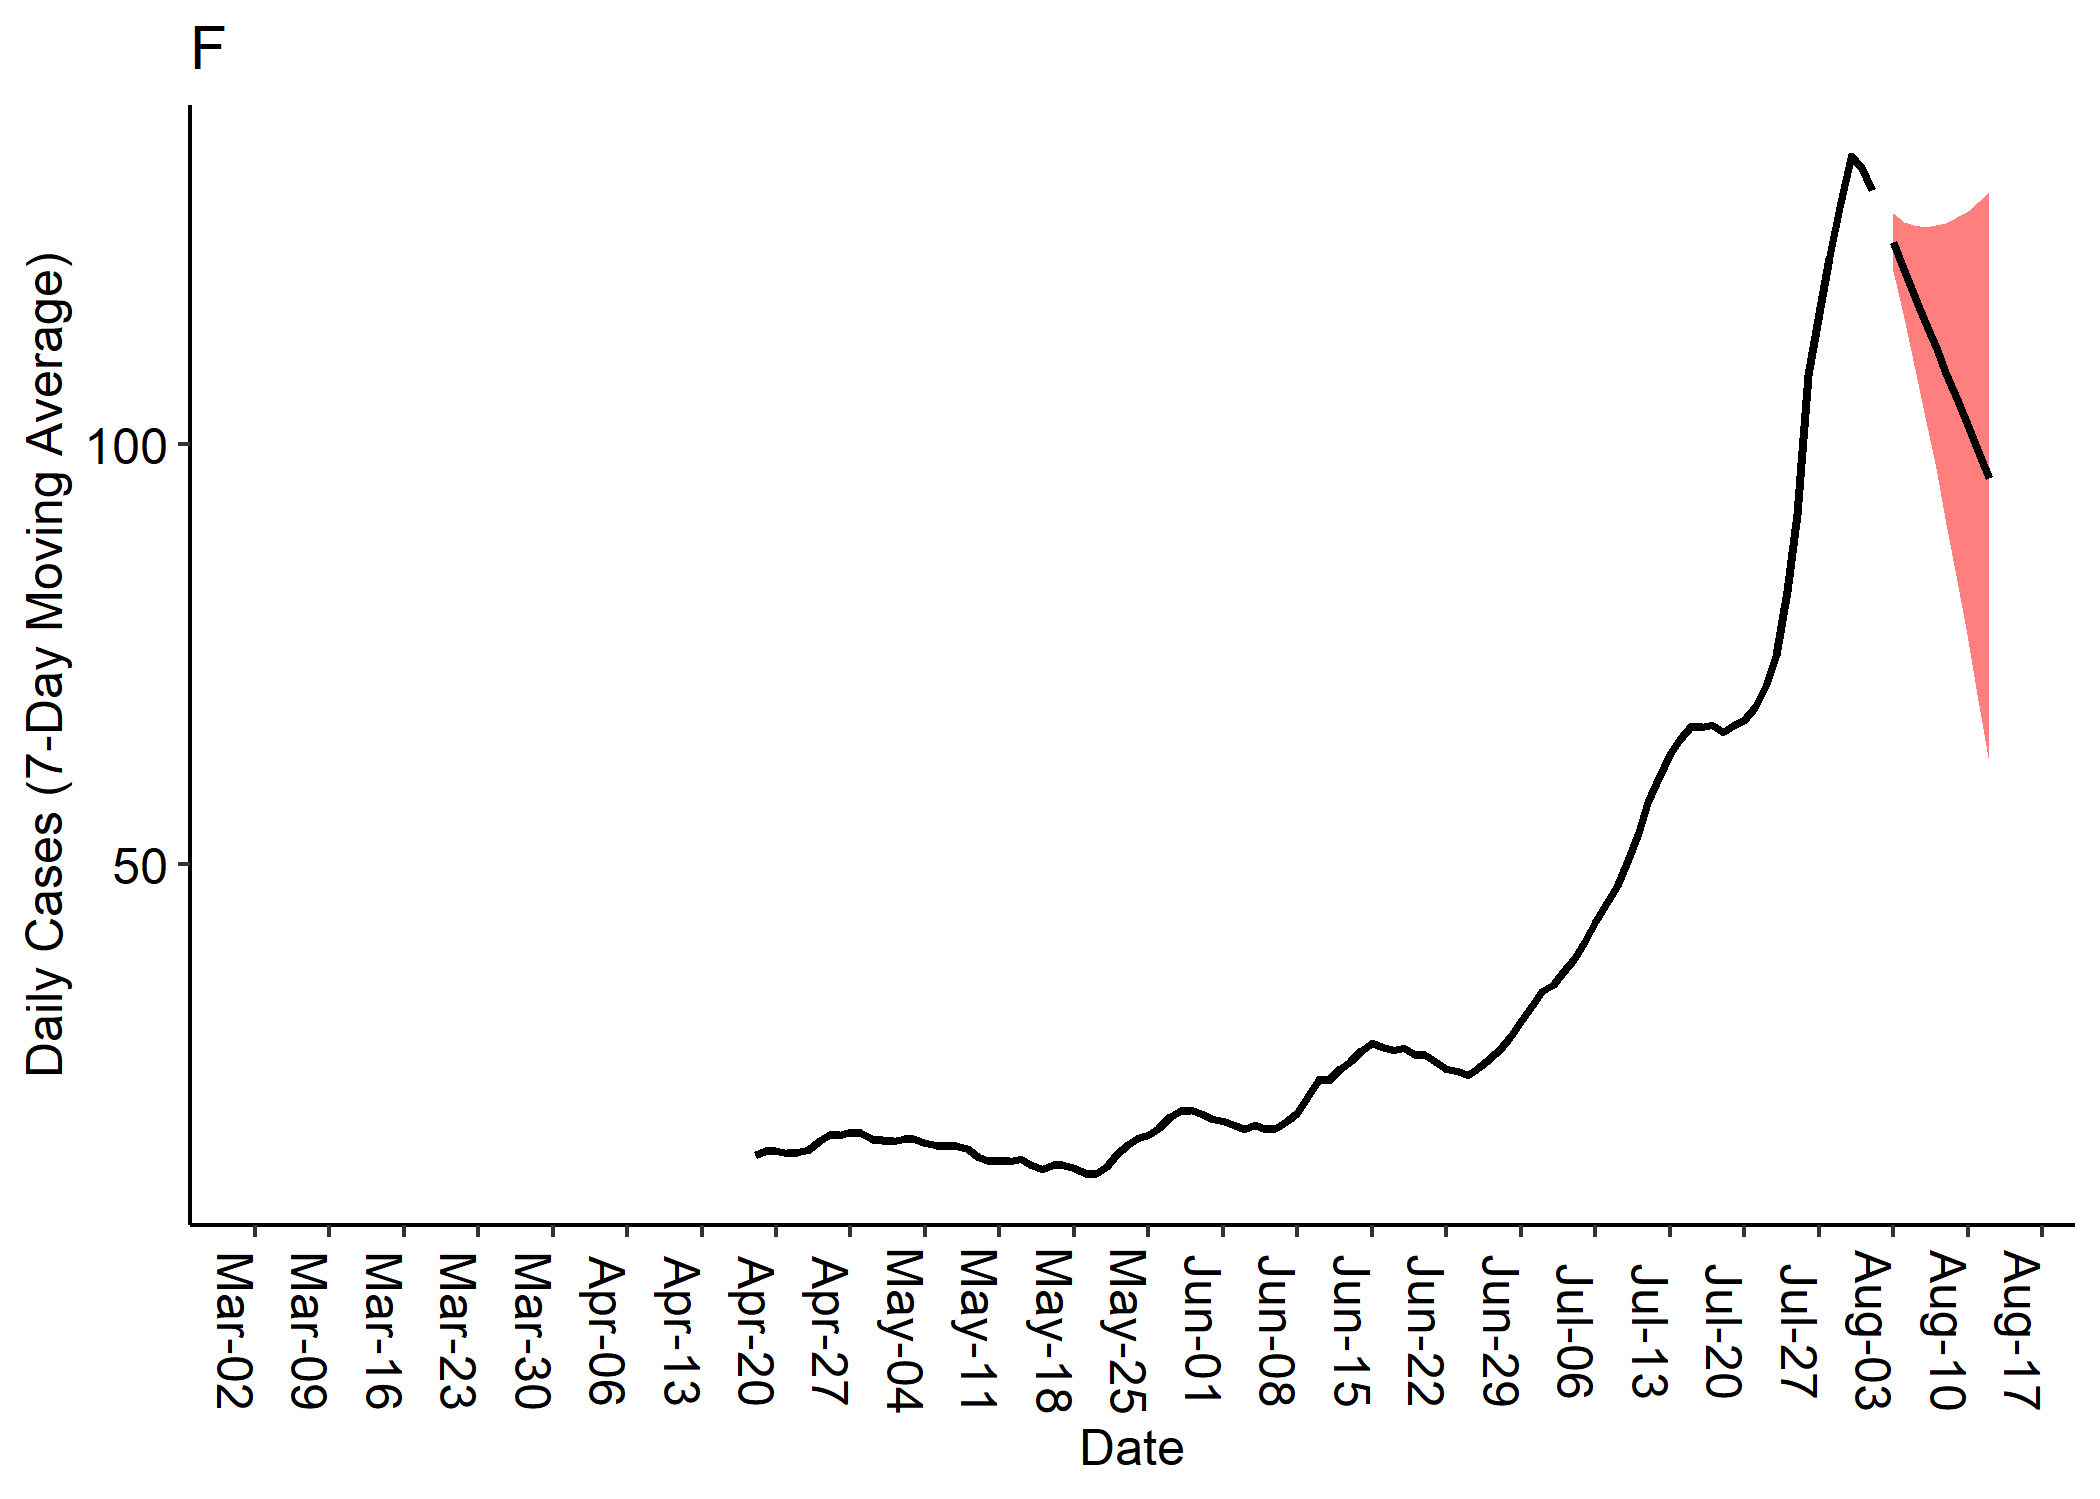 F
Daily Cases (7-Day Moving Average)
100
50
Mar-02
Mar-09
Mar-16
Mar-23
Mar-30
Apr-06
Apr-13
Apr-20
Apr-27
May-04
May-11
May-18
May-25
Jun-01
Jun-08
Jun-15
Jun-22
Jun-29
Jul-06
Jul-13
Jul-20
Jul-27
Aug-03
Aug-10
Aug-17
Date